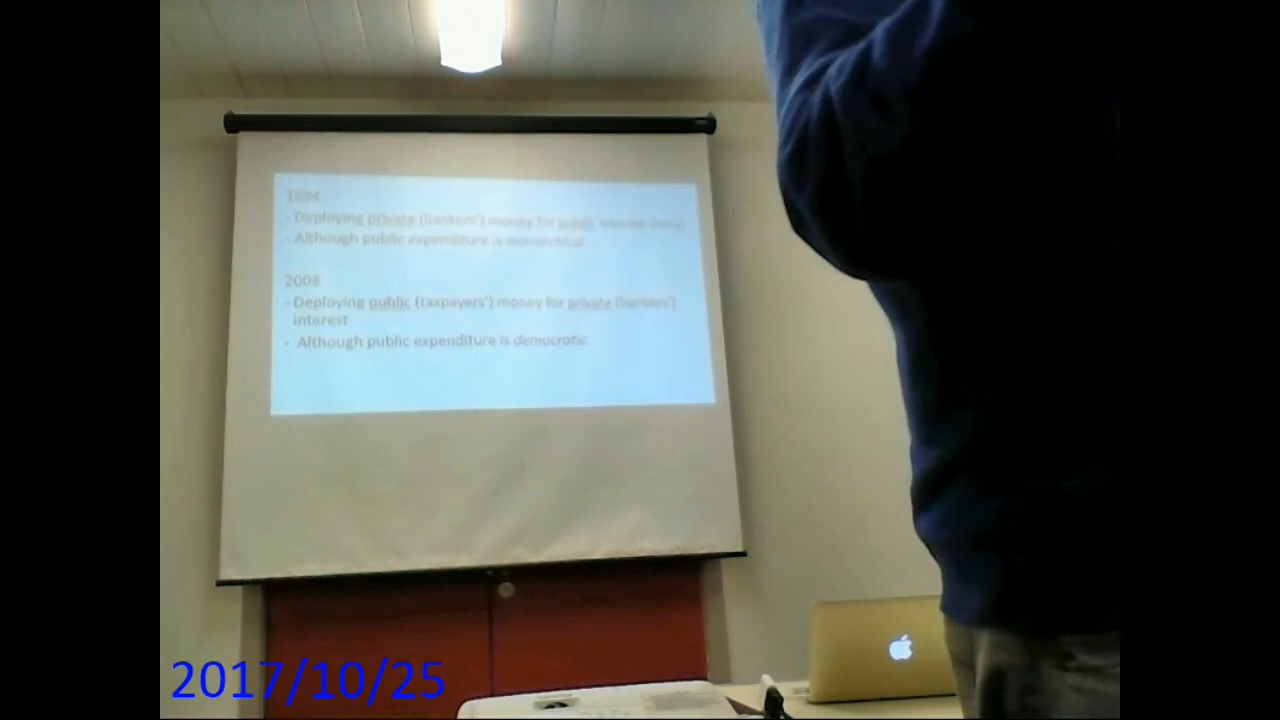 1694
- Deploying private (bankers') money for public interest
- Although public expenditure is monarchical
2008
- Deploying public (taxpayers') money for private (bankers')
interest
- Although public expenditure is democratic
2017/10/25